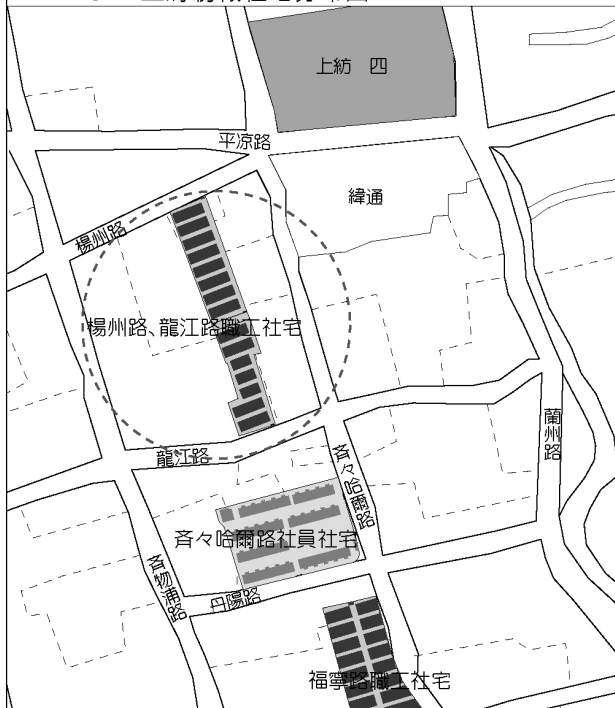 上紡 四
平凉路
緯通
楊州路
楊州路、龍江路職工社宅
蘭州路
龍江路
斉々哈爾路
斉々哈爾路社員社宅
斉物浦路
丹陽路
福寧路職工社宅